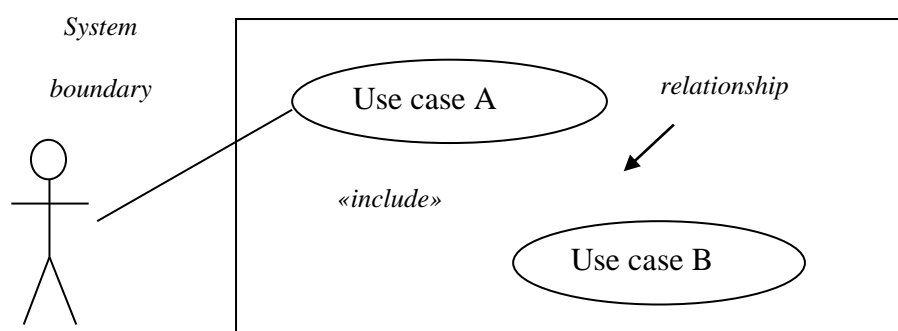 System
boundary
Use case A
relationship
«include»
Use case B